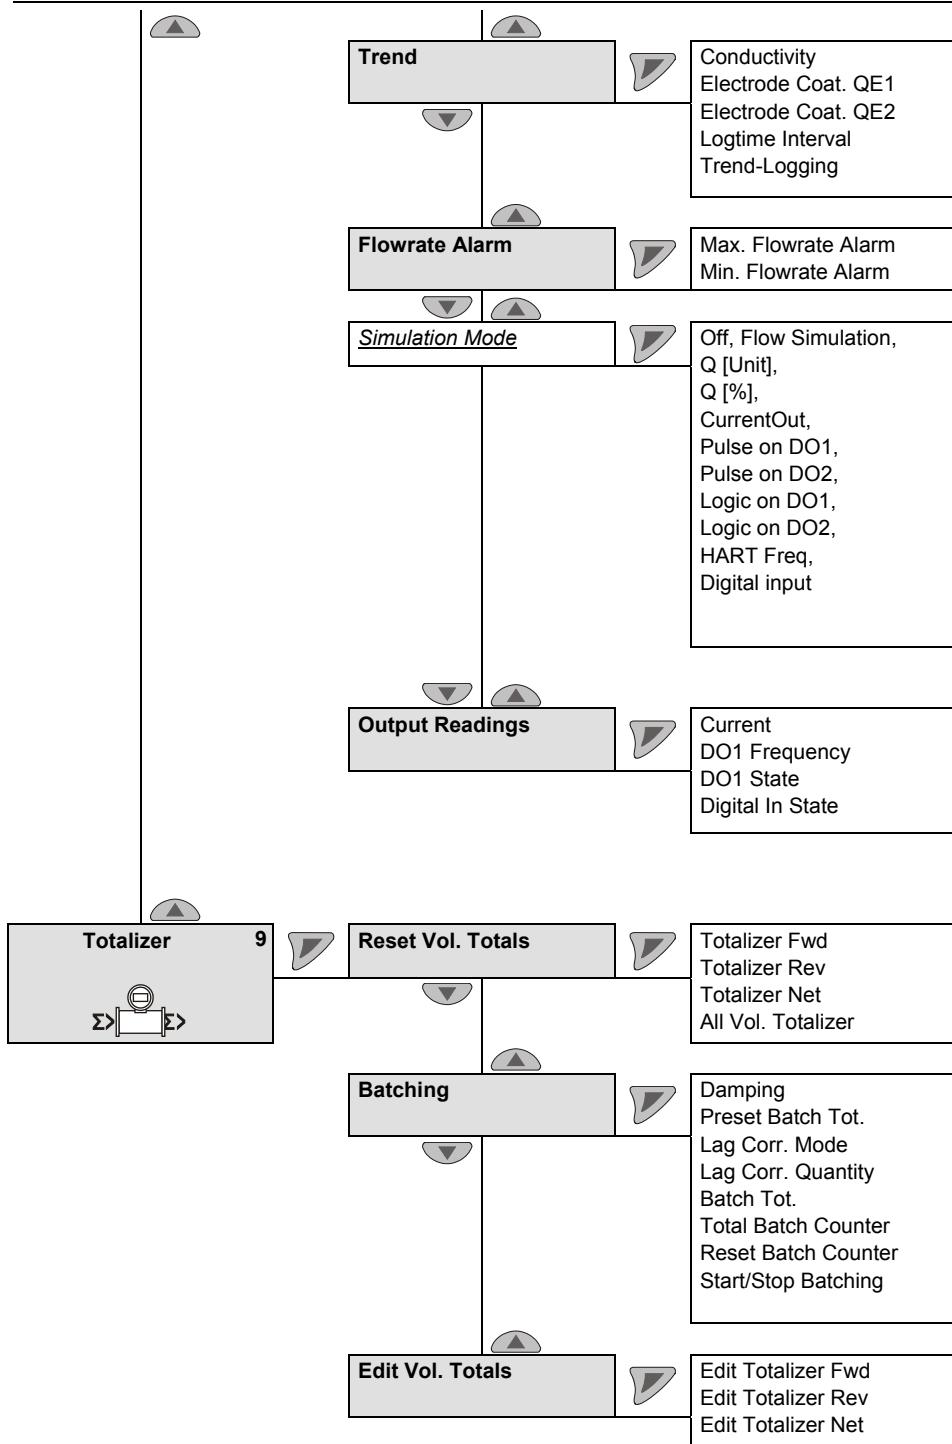 Trend
Conductivity
Electrode Coat. QE1
Electrode Coat. QE2
Logtime Interval
Trend-Logging
Flowrate Alarm
Max. Flowrate Alarm
Min. Flowrate Alarm
Simulation Mode
Off, Flow Simulation,
Q [Unit],
Q [%],
CurrentOut,
Pulse on DO1,
Pulse on DO2,
Logic on DO1,
Logic on DO2,
HART Freq,
Digital input
Output Readings
Current
DO1 Frequency
DO1 State
Digital In State
Totalizer 9
Σ> Σ>
Reset Vol. Totals
Totalizer Fwd
Totalizer Rev
Totalizer Net
All Vol. Totalizer
Batching
Damping
Preset Batch Tot.
Lag Corr. Mode
Lag Corr. Quantity
Batch Tot.
Total Batch Counter
Reset Batch Counter
Start/Stop Batching
Edit Vol. Totals
Edit Totalizer Fwd
Edit Totalizer Rev
Edit Totalizer Net